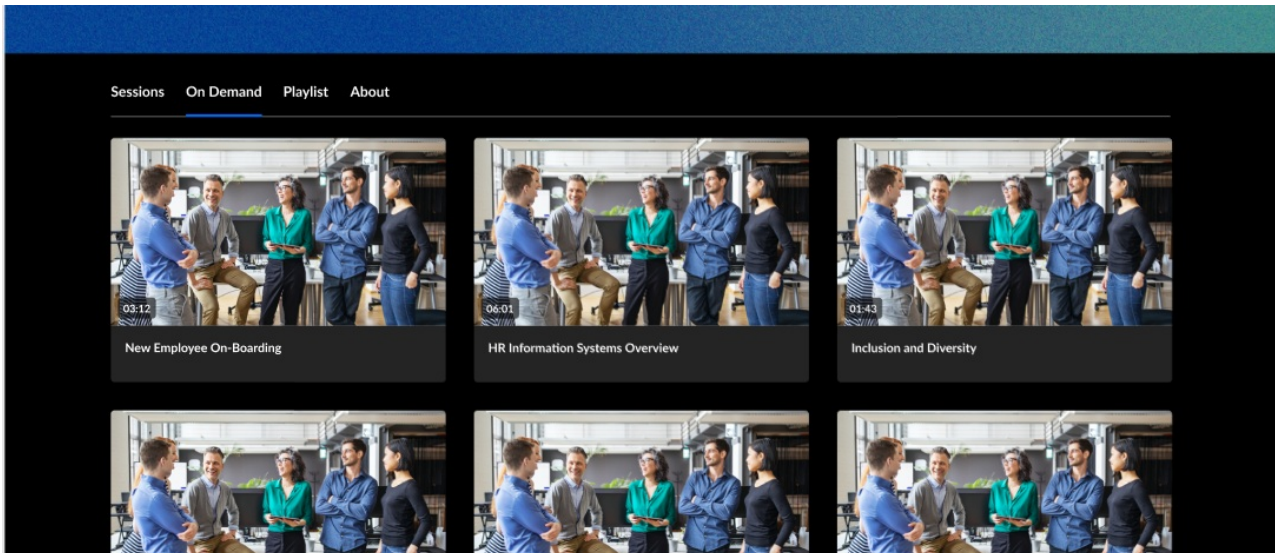 Sessions On Demand Playlist About
03:12
06:01
01:43
New Employee On-Boarding
HR Information Systems Overview
Inclusion and Diversity